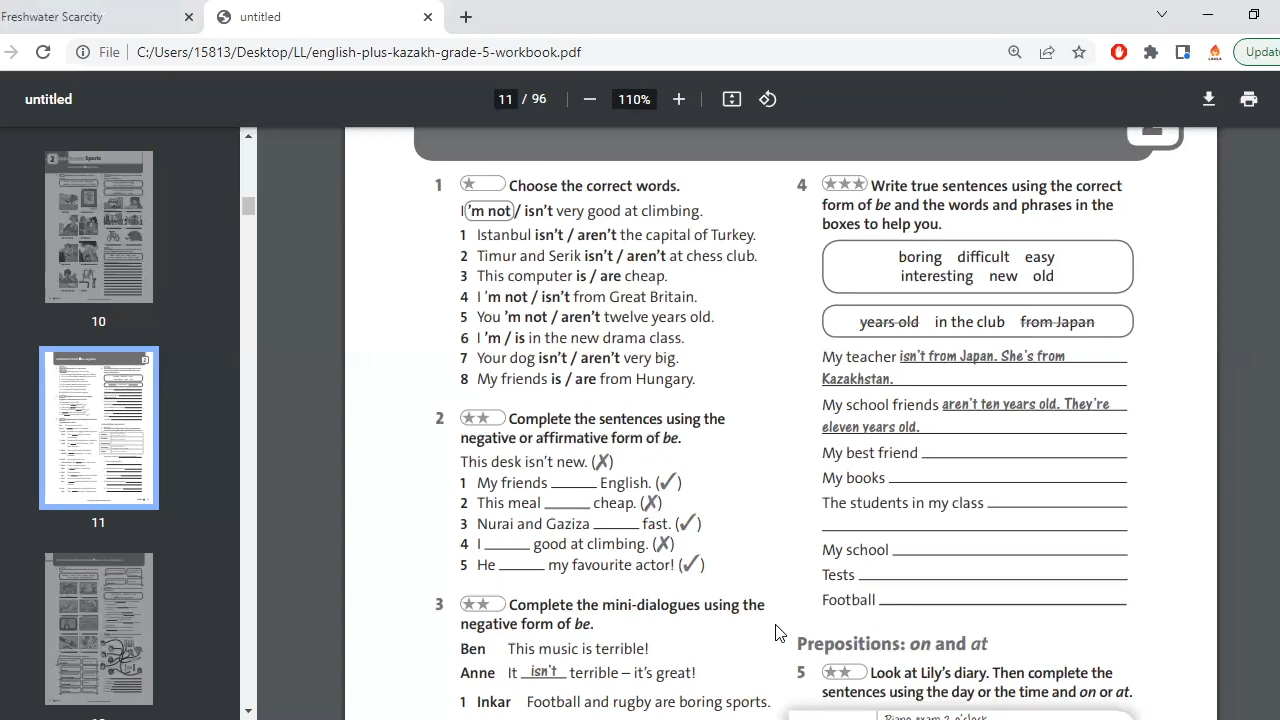 Freshwater Scarcity
untitled
File
C:/Users/15813/Desktop/LL/english-plus-kazakh-grade-5-workbook.pdf
Update
untitled
11 / 96
110%
10
11
1 Choose the correct words.
I 'm not / isn't very good at climbing.
1 Istanbul isn't / aren't the capital of Turkey.
2 Timur and Serik isn't / aren't at chess club.
3 This computer is / are cheap.
4 I 'm not / isn't from Great Britain.
5 You 'm not / aren't twelve years old.
6 I 'm / is in the new drama class.
7 Your dog isn't / aren't very big.
8 My friends is / are from Hungary.
2 Complete the sentences using the
negative or affirmative form of be.
This desk isn't new. (✗)
1 My friends ______ English. (✓)
2 This meal ______ cheap. (✗)
3 Nurai and Gaziza ______ fast. (✓)
4 I ______ good at climbing. (✗)
5 He ______ my favourite actor! (✓)
3 Complete the mini-dialogues using the
negative form of be.
Ben This music is terrible!
Anne It isn't terrible – it's great!
1 Inkar Football and rugby are boring sports.
4 Write true sentences using the correct
form of be and the words and phrases in the
boxes to help you.
boring difficult easy
interesting new old
years old in the club from Japan
My teacher isn't from Japan. She's from
Kazakhstan.
My school friends aren't ten years old. They're
eleven years old.
My best friend
My books
The students in my class
My school
Tests
Football
Prepositions: on and at
5 Look at Lily's diary. Then complete the
sentences using the day or the time and on or at.
Piano exam 2 o'clock